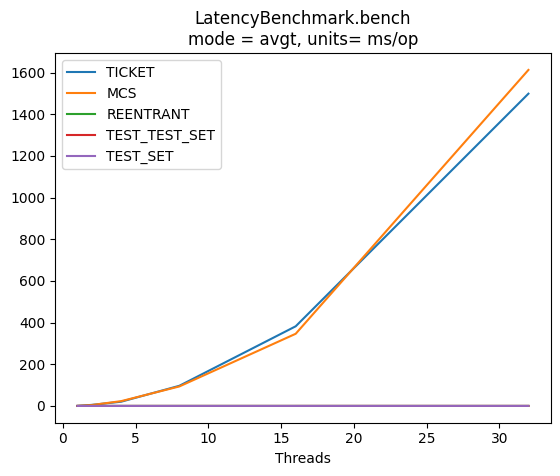 LatencyBenchmark.bench
mode = avgt, units= ms/op
TICKET
MCS
REENTRANT
TEST_TEST_SET
TEST_SET
1600
1400
1200
1000
800
600
400
200
0
0 5 10 15 20 25 30
Threads